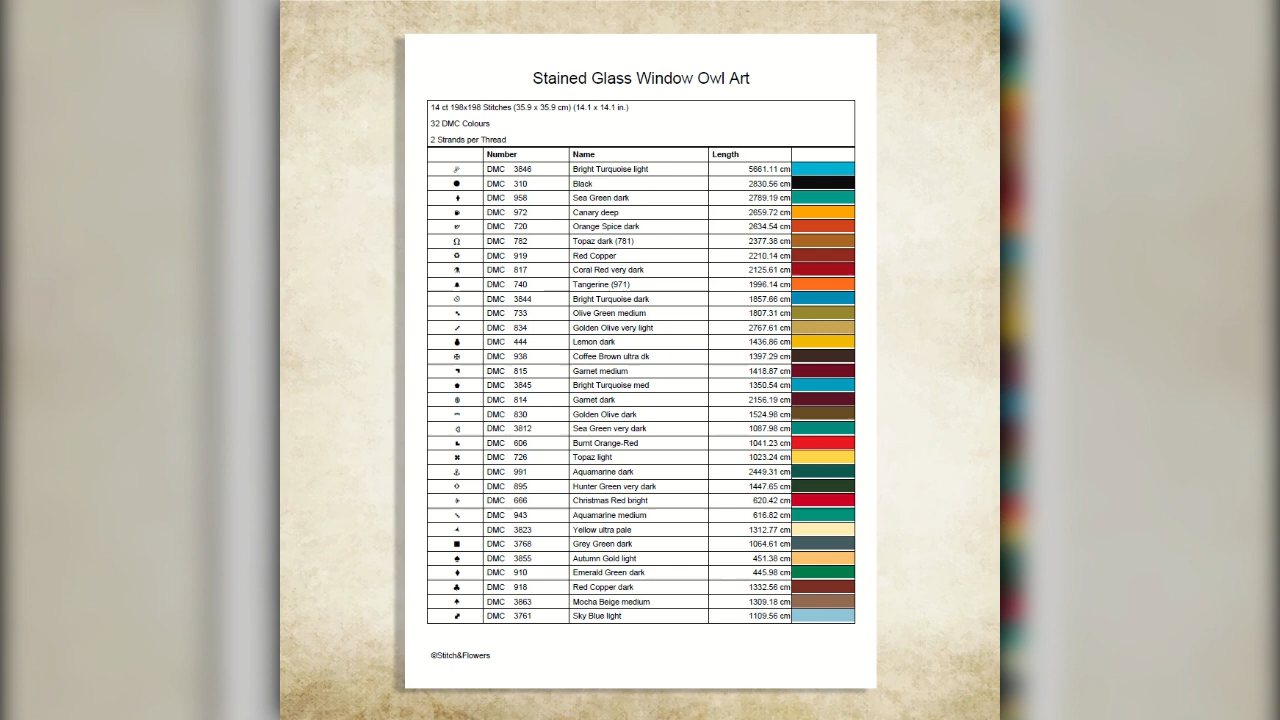 Stained Glass Window Owl Art
14 ct 198x198 Stitches (35.9 x 35.9 cm) (14.1 x 14.1 in.)
32 DMC Colours
2 Strands per Thread
Number Name Length
DMC 3846 Bright Turquoise light 5661.11 cm
DMC 310 Black 2830.56 cm
DMC 958 Sea Green dark 2789.19 cm
DMC 972 Canary deep 2659.72 cm
DMC 720 Orange Spice dark 2634.54 cm
DMC 782 Topaz dark (781) 2377.38 cm
DMC 919 Red Copper 2210.14 cm
DMC 817 Coral Red very dark 2125.61 cm
DMC 740 Tangerine (971) 1996.14 cm
DMC 3844 Bright Turquoise dark 1857.66 cm
DMC 733 Olive Green medium 1807.31 cm
DMC 834 Golden Olive very light 2767.61 cm
DMC 444 Lemon dark 1436.86 cm
DMC 938 Coffee Brown ultra dk 1397.29 cm
DMC 815 Garnet medium 1418.87 cm
DMC 3845 Bright Turquoise med 1350.54 cm
DMC 814 Garnet dark 2156.19 cm
DMC 830 Golden Olive dark 1524.98 cm
DMC 3812 Sea Green very dark 1087.98 cm
DMC 606 Burnt Orange-Red 1041.23 cm
DMC 726 Topaz light 1023.24 cm
DMC 991 Aquamarine dark 2449.31 cm
DMC 895 Hunter Green very dark 1447.65 cm
DMC 666 Christmas Red bright 620.42 cm
DMC 943 Aquamarine medium 616.82 cm
DMC 3823 Yellow ultra pale 1312.77 cm
DMC 3768 Grey Green dark 1064.61 cm
DMC 3855 Autumn Gold light 451.38 cm
DMC 910 Emerald Green dark 445.98 cm
DMC 918 Red Copper dark 1332.56 cm
DMC 3863 Mocha Beige medium 1309.18 cm
DMC 3761 Sky Blue light 1109.56 cm
©Stitch&Flowers